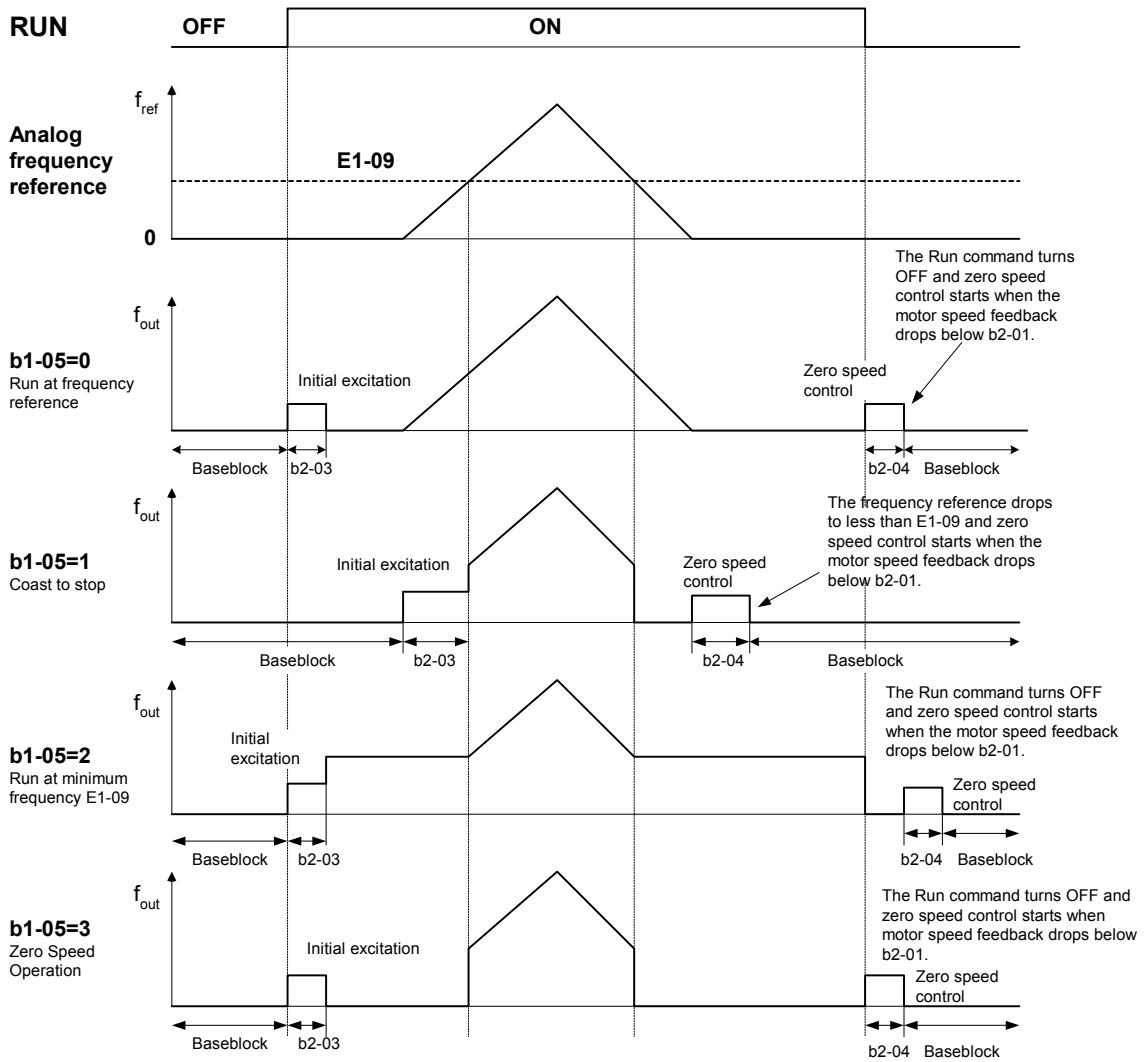 RUN
OFF
ON
f_ref
Analog
frequency
reference
E1-09
0
The Run command turns
OFF and zero speed
control starts when the
motor speed feedback
drops below b2-01.
f_out
b1-05=0
Run at frequency
reference
Initial excitation
Zero speed
control
Baseblock
b2-03
b2-04
Baseblock
f_out
The frequency reference drops
to less than E1-09 and zero
speed control starts when the
motor speed feedback drops
below b2-01.
b1-05=1
Coast to stop
Initial excitation
Zero speed
control
Baseblock
b2-03
b2-04
Baseblock
f_out
The Run command turns OFF
and zero speed control starts
when the motor speed feedback
drops below b2-01.
b1-05=2
Run at minimum
frequency E1-09
Initial
excitation
Zero speed
control
Baseblock
b2-03
b2-04
Baseblock
f_out
The Run command turns OFF and
zero speed control starts when
motor speed feedback drops below
b2-01.
b1-05=3
Zero Speed
Operation
Initial excitation
Zero speed
control
Baseblock
b2-03
b2-04
Baseblock